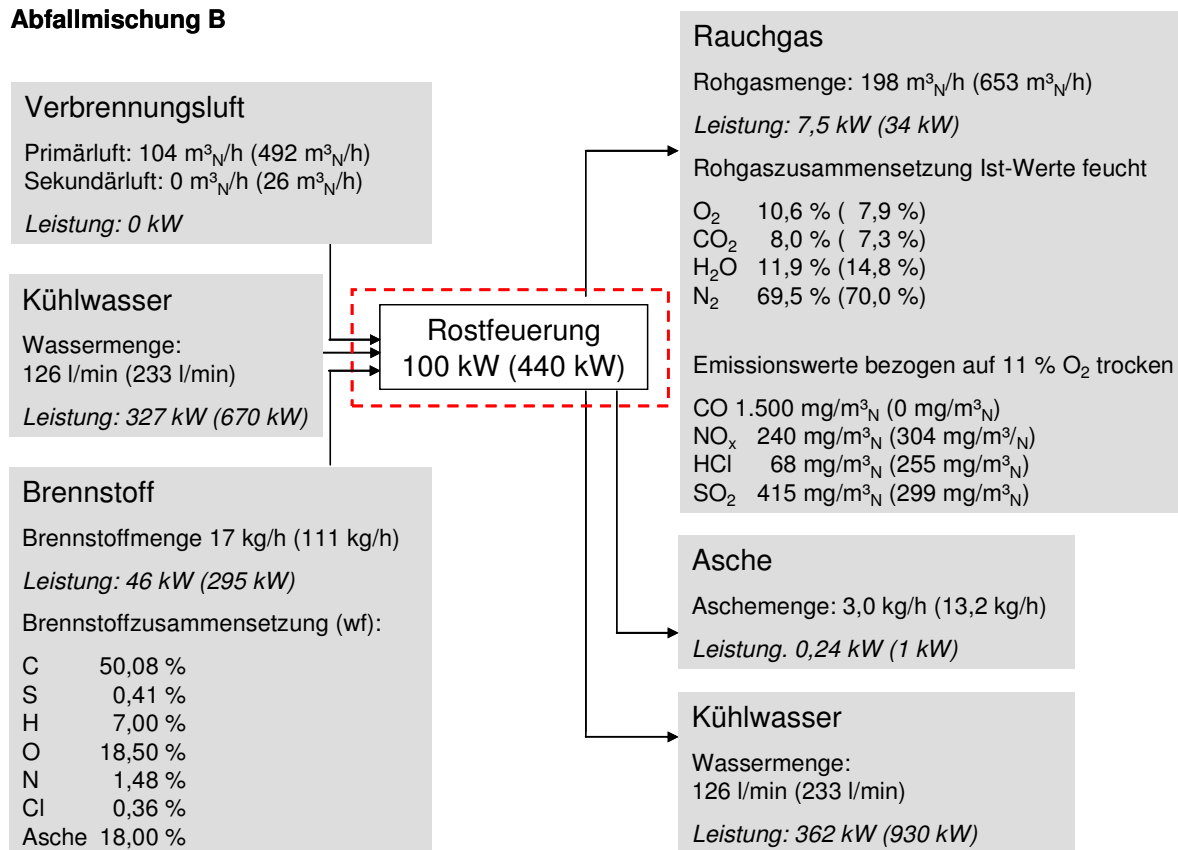 Abfallmischung B
Verbrennungsluft
Primärluft: 104 m³N/h (492 m³N/h)
Sekundärluft: 0 m³N/h (26 m³N/h)
Leistung: 0 kW
Kühlwasser
Wassermenge:
126 l/min (233 l/min)
Leistung: 327 kW (670 kW)
Brennstoff
Brennstoffmenge 17 kg/h (111 kg/h)
Leistung: 46 kW (295 kW)
Brennstoffzusammensetzung (wf):
C 50,08 %
S 0,41 %
H 7,00 %
O 18,50 %
N 1,48 %
Cl 0,36 %
Asche 18,00 %
Rostfeuerung
100 kW (440 kW)
Rauchgas
Rohgasmenge: 198 m³N/h (653 m³N/h)
Leistung: 7,5 kW (34 kW)
Rohgaszusammensetzung Ist-Werte feucht
O2 10,6 % ( 7,9 %)
CO2 8,0 % ( 7,3 %)
H2O 11,9 % (14,8 %)
N2 69,5 % (70,0 %)
Emissionswerte bezogen auf 11 % O2 trocken
CO 1.500 mg/m³N (0 mg/m³N)
NOx 240 mg/m³N (304 mg/m³/N)
HCl 68 mg/m³N (255 mg/m³N)
SO2 415 mg/m³N (299 mg/m³N)
Asche
Aschemenge: 3,0 kg/h (13,2 kg/h)
Leistung. 0,24 kW (1 kW)
Kühlwasser
Wassermenge:
126 l/min (233 l/min)
Leistung: 362 kW (930 kW)